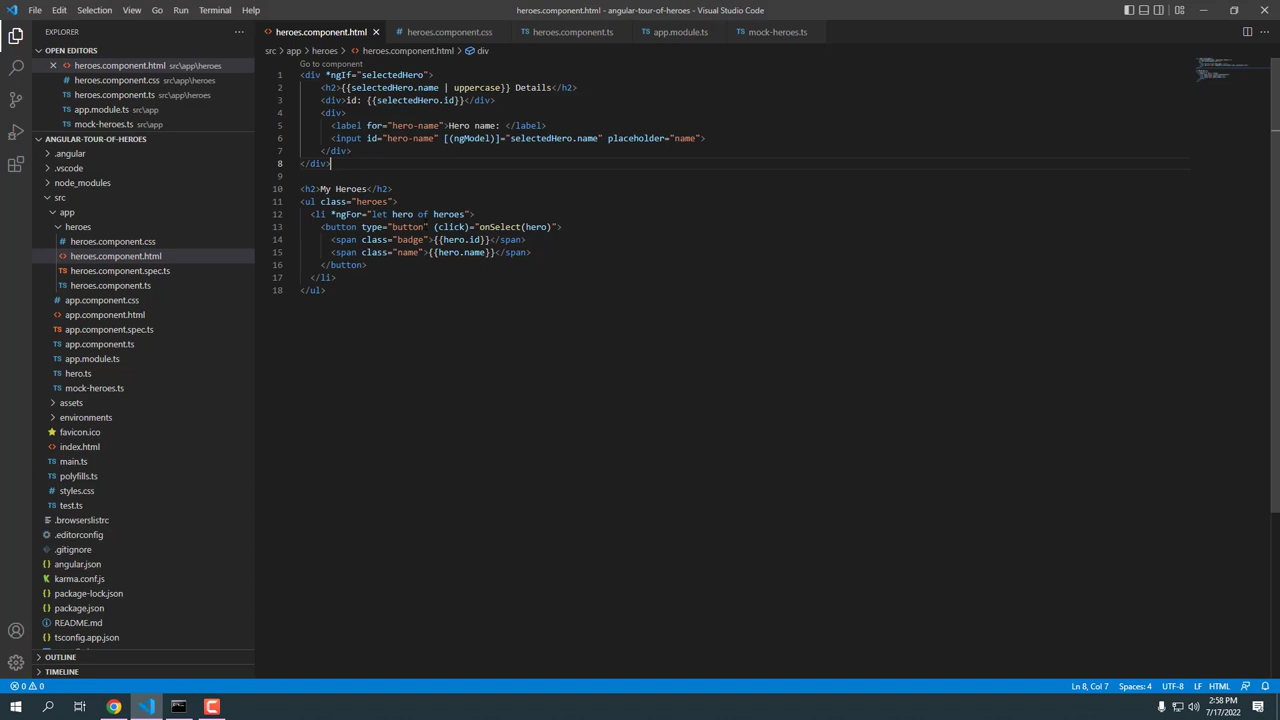 File Edit Selection View Go Run Terminal Help
heroes.component.html - angular-tour-of-heroes - Visual Studio Code
EXPLORER
OPEN EDITORS
heroes.component.html src\app\heroes
heroes.component.css src\app\heroes
heroes.component.ts src\app\heroes
app.module.ts src\app
mock-heroes.ts src\app
ANGULAR-TOUR-OF-HEROES
.angular
.vscode
node_modules
src
app
heroes
heroes.component.css
heroes.component.html
TS heroes.component.spec.ts
TS heroes.component.ts
app.component.css
app.component.html
TS app.component.spec.ts
TS app.component.ts
TS app.module.ts
TS hero.ts
TS mock-heroes.ts
assets
environments
favicon.ico
index.html
TS main.ts
TS polyfills.ts
styles.css
TS test.ts
.browserslistrc
.editorconfig
.gitignore
angular.json
karma.conf.js
package-lock.json
package.json
README.md
tsconfig.app.json
OUTLINE
TIMELINE
heroes.component.html
heroes.component.css
TS heroes.component.ts
TS app.module.ts
TS mock-heroes.ts
src > app > heroes > heroes.component.html > div
Go to component
1 <div *ngIf="selectedHero">
2 <h2>{{selectedHero.name | uppercase}} Details</h2>
3 <div>id: {{selectedHero.id}}</div>
4 <div>
5 <label for="hero-name">Hero name: </label>
6 <input id="hero-name" [(ngModel)]="selectedHero.name" placeholder="name">
7 </div>
8 </div>
9
10 <h2>My Heroes</h2>
11 <ul class="heroes">
12 <li *ngFor="let hero of heroes">
13 <button type="button" (click)="onSelect(hero)">
14 <span class="badge">{{hero.id}}</span>
15 <span class="name">{{hero.name}}</span>
16 </button>
17 </li>
18 </ul>
0 0
Ln 8, Col 7 Spaces: 4 UTF-8 LF HTML
2:58 PM
7/17/2022